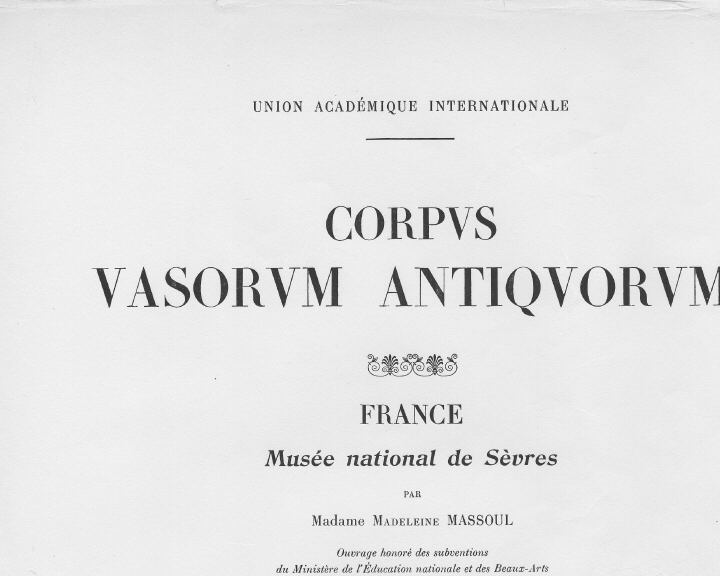 UNION ACADÉMIQUE INTERNATIONALE
CORPVS
VASORVM ANTIQVORVM
FRANCE
Musée national de Sèvres
PAR
Madame MADELEINE MASSOUL
Ouvrage honoré des subventions
du Ministère de l'Éducation nationale et des Beaux-Arts